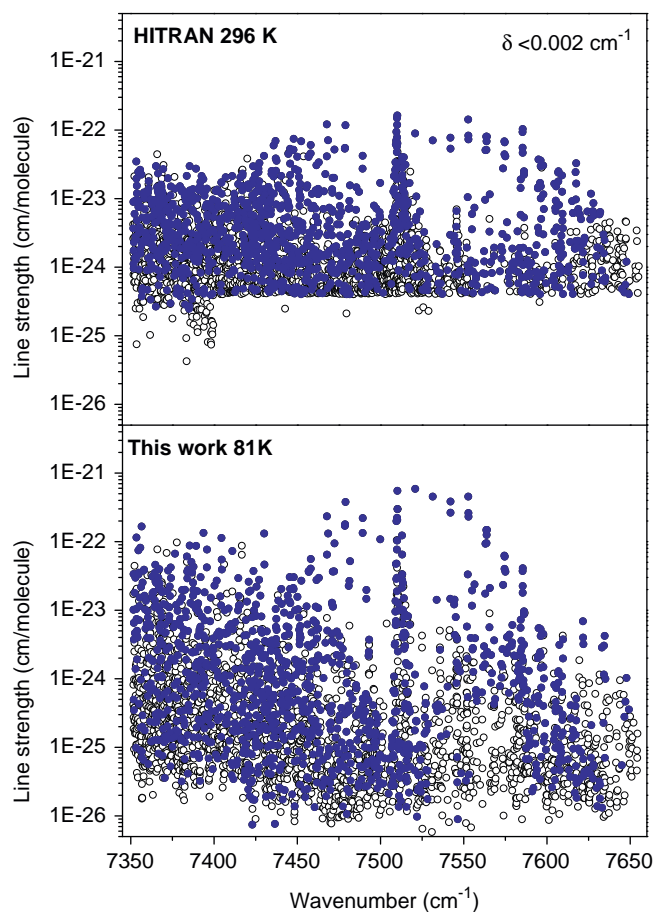 HITRAN 296 K
δ <0.002 cm⁻¹
1E-21
1E-22
1E-23
1E-24
1E-25
1E-26
Line strength (cm/molecule)
This work 81K
1E-21
1E-22
1E-23
1E-24
1E-25
1E-26
Line strength (cm/molecule)
7350 7400 7450 7500 7550 7600 7650
Wavenumber (cm⁻¹)